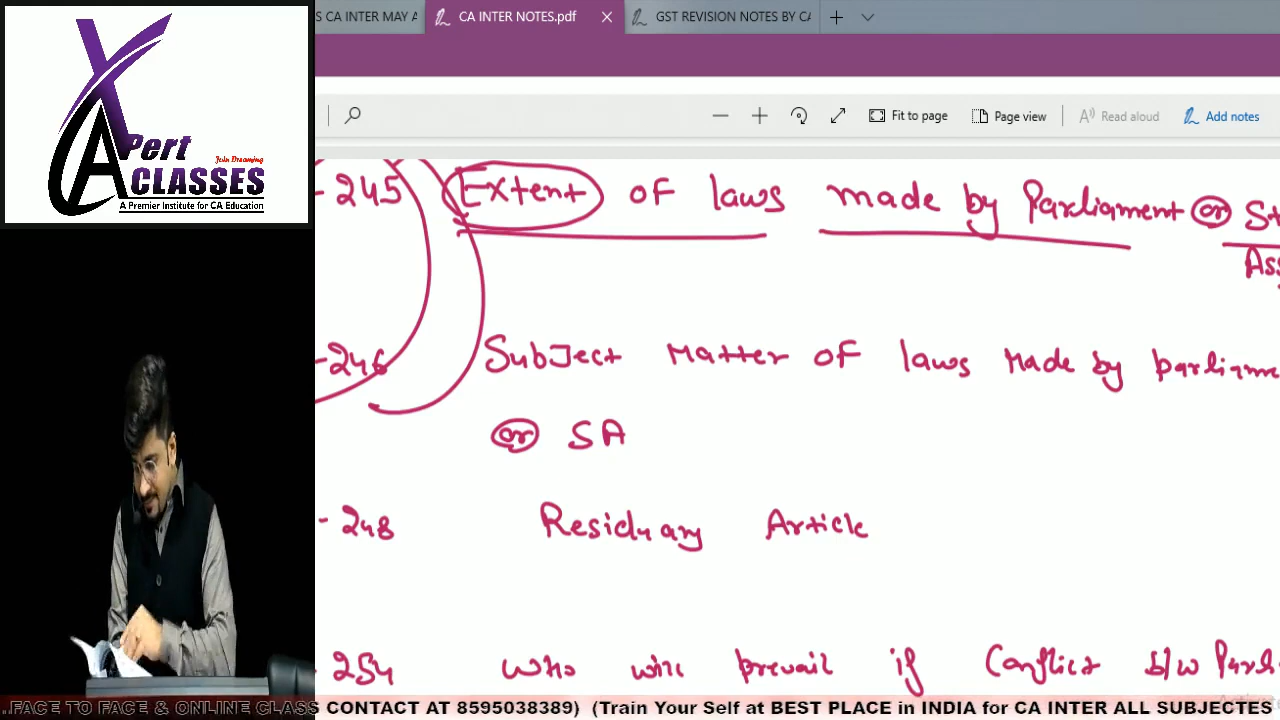 S CA INTER MAY A
CA INTER NOTES.pdf
GST REVISION NOTES BY CA
Fit to page
Page view
Read aloud
Add notes
XPert
Join Dreaming
CA CLASSES
A Premier Institute for CA Education
-245 Extent of laws made by Parliament or St
Ass
-246 Subject Matter of laws Made by parliame
or SA
-248 Residuary Article
-254 who will prevail if Conflict b/w Parli
..FACE TO FACE & ONLINE CLASS CONTACT AT 8595038389) (Train Your Self at BEST PLACE in INDIA for CA INTER ALL SUBJECTES